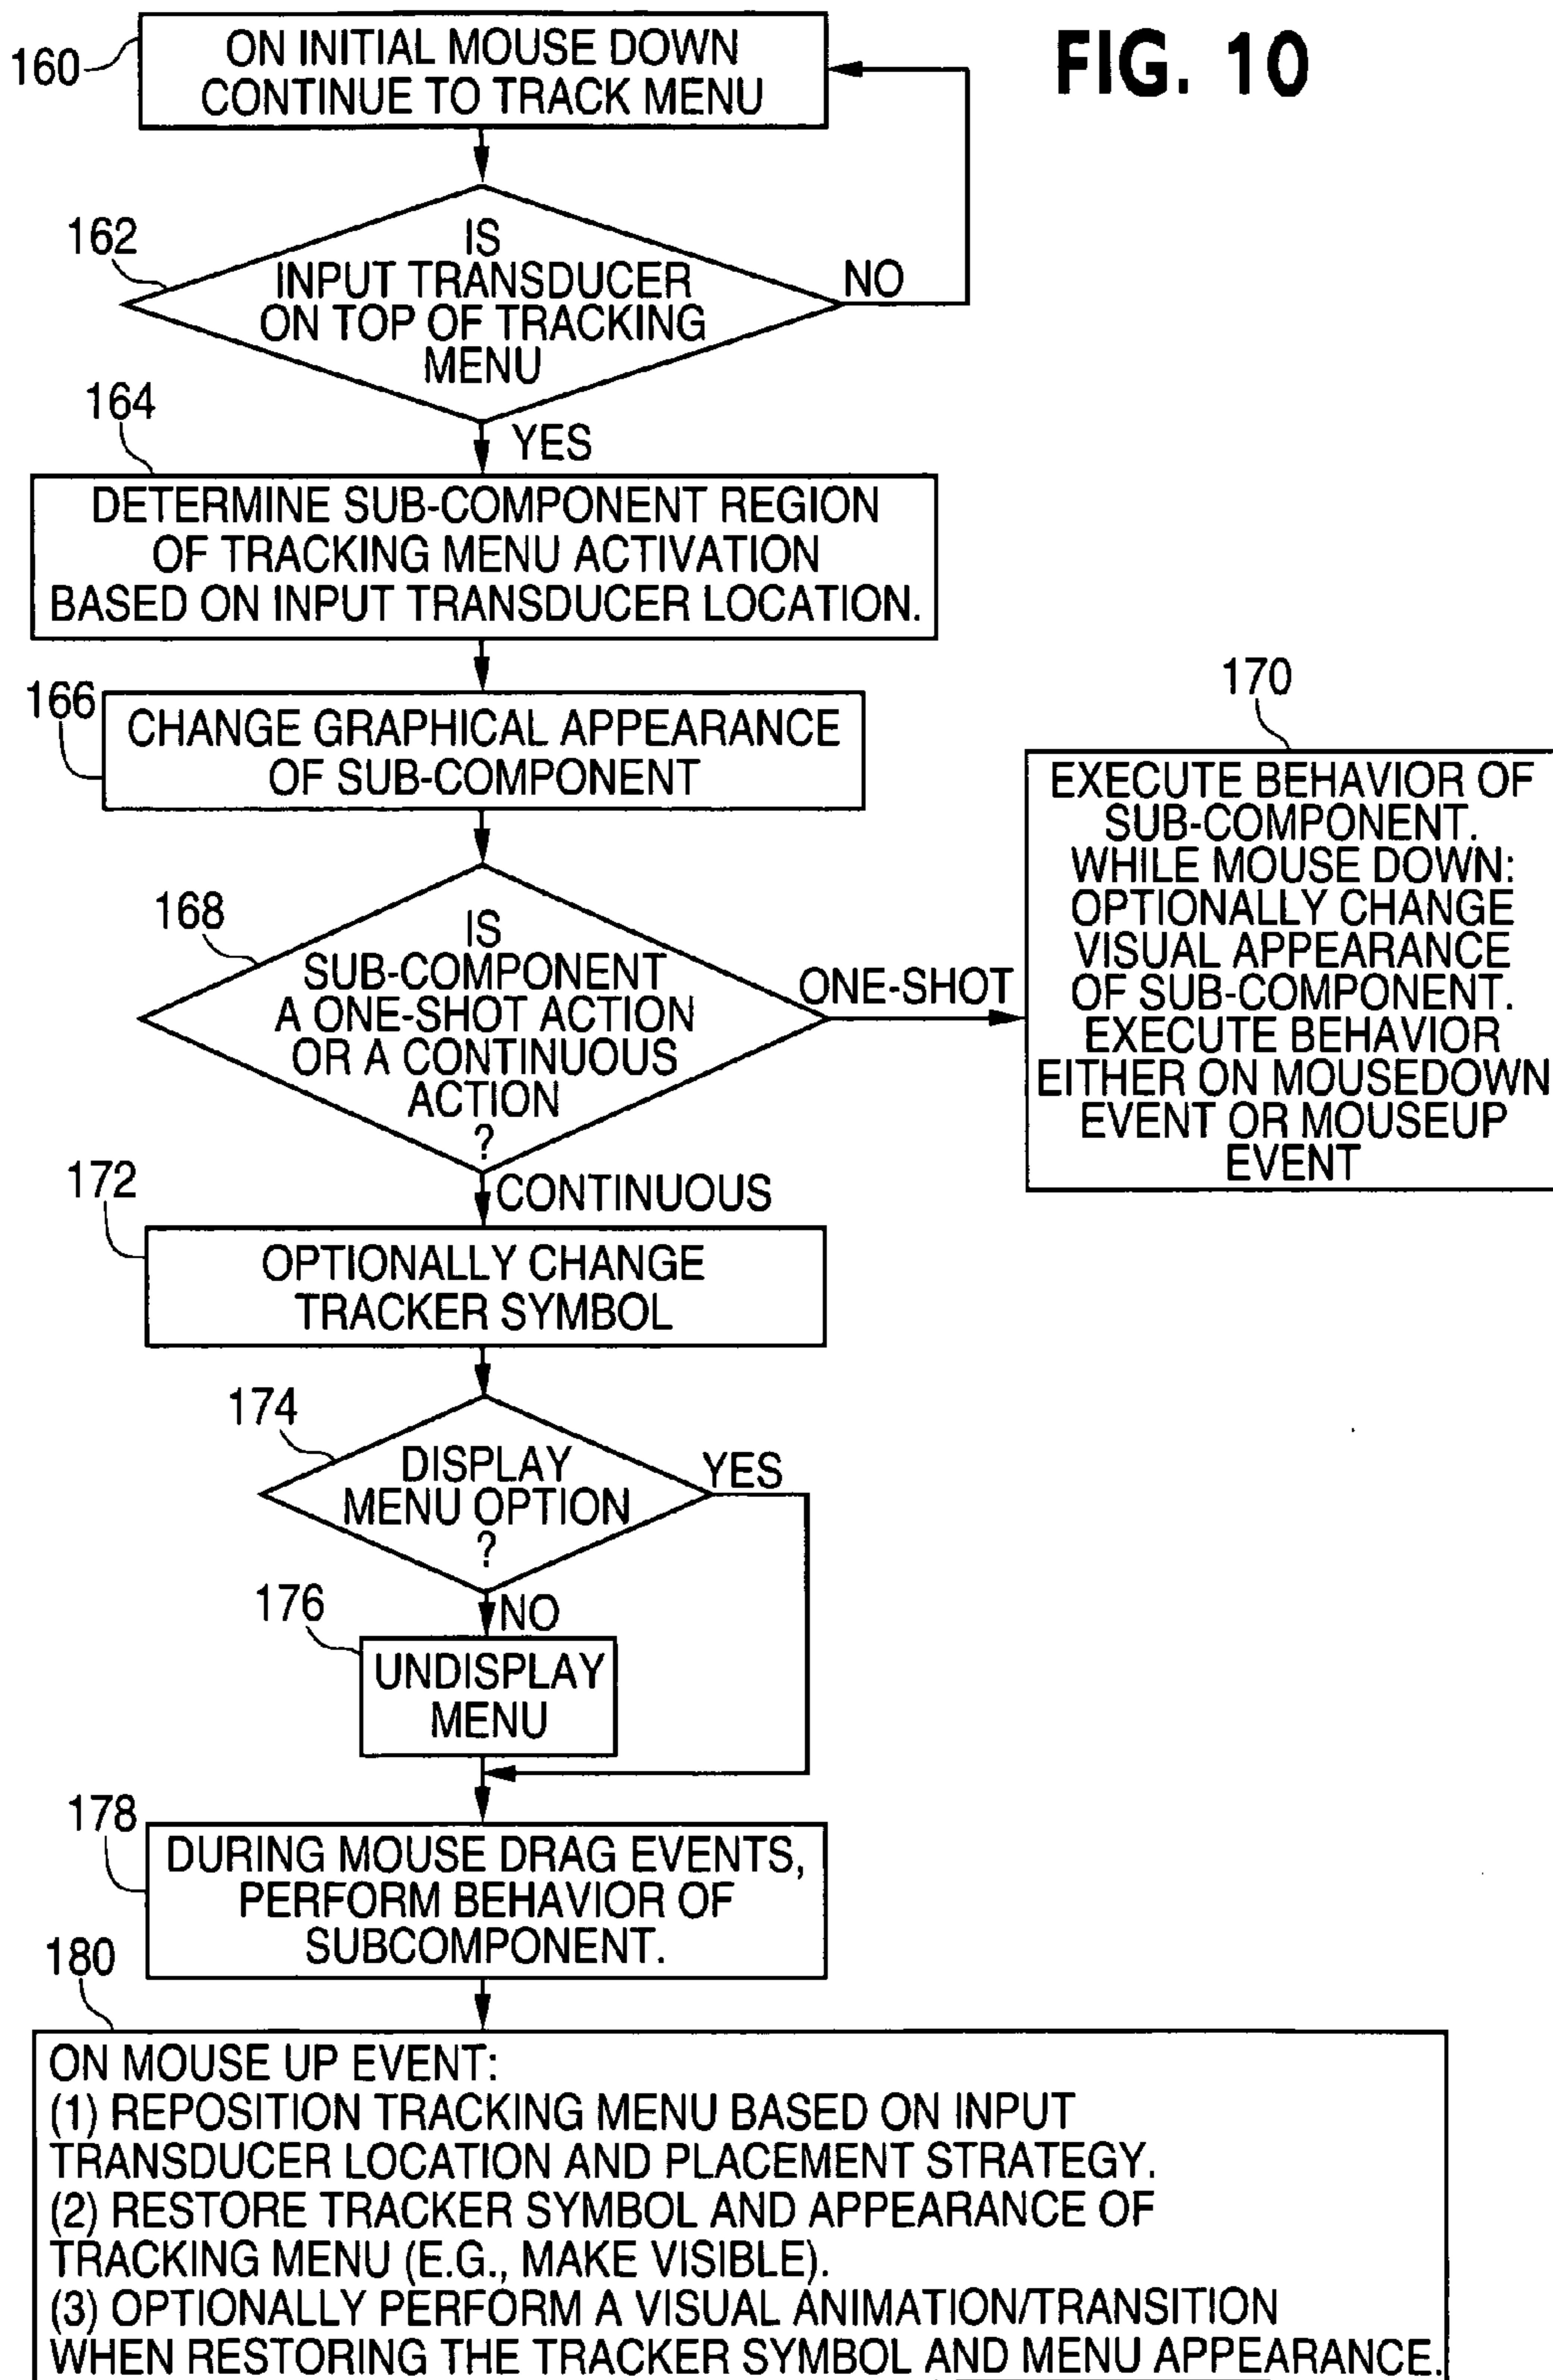 FIG. 10
160
ON INITIAL MOUSE DOWN
CONTINUE TO TRACK MENU
162
IS
INPUT TRANSDUCER
ON TOP OF TRACKING
MENU
NO
YES
164
DETERMINE SUB-COMPONENT REGION
OF TRACKING MENU ACTIVATION
BASED ON INPUT TRANSDUCER LOCATION.
166
CHANGE GRAPHICAL APPEARANCE
OF SUB-COMPONENT
168
IS
SUB-COMPONENT
A ONE-SHOT ACTION
OR A CONTINUOUS
ACTION
?
ONE-SHOT
170
EXECUTE BEHAVIOR OF
SUB-COMPONENT.
WHILE MOUSE DOWN:
OPTIONALLY CHANGE
VISUAL APPEARANCE
OF SUB-COMPONENT.
EXECUTE BEHAVIOR
EITHER ON MOUSEDOWN
EVENT OR MOUSEUP
EVENT
CONTINUOUS
172
OPTIONALLY CHANGE
TRACKER SYMBOL
174
DISPLAY
MENU OPTION
?
YES
NO
176
UNDISPLAY
MENU
178
DURING MOUSE DRAG EVENTS,
PERFORM BEHAVIOR OF
SUBCOMPONENT.
180
ON MOUSE UP EVENT:
(1) REPOSITION TRACKING MENU BASED ON INPUT
TRANSDUCER LOCATION AND PLACEMENT STRATEGY.
(2) RESTORE TRACKER SYMBOL AND APPEARANCE OF
TRACKING MENU (E.G., MAKE VISIBLE).
(3) OPTIONALLY PERFORM A VISUAL ANIMATION/TRANSITION
WHEN RESTORING THE TRACKER SYMBOL AND MENU APPEARANCE.